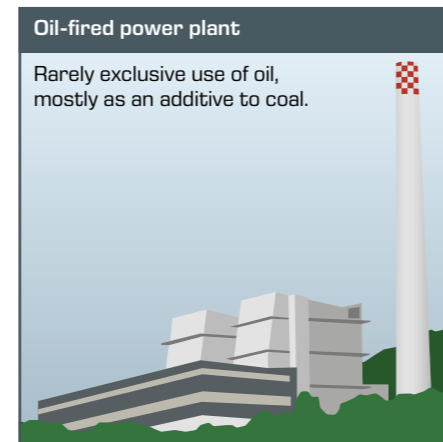 Oil-fired power plant
Rarely exclusive use of oil,
mostly as an additive to coal.